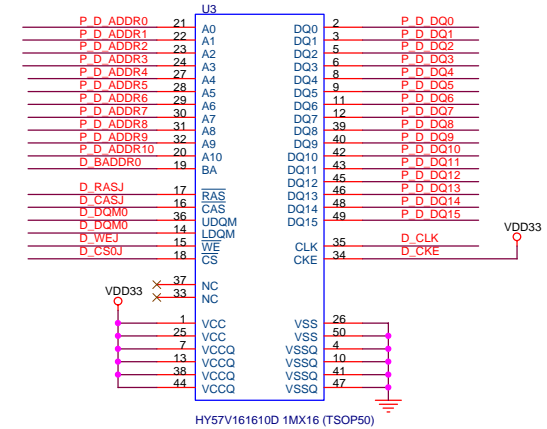 U3
P_D_ADDR0 21 A0 DQ0 2 P_D_DQ0
P_D_ADDR1 22 A1 DQ1 3 P_D_DQ1
P_D_ADDR2 23 A2 DQ2 5 P_D_DQ2
P_D_ADDR3 24 A3 DQ3 6 P_D_DQ3
P_D_ADDR4 27 A4 DQ4 8 P_D_DQ4
P_D_ADDR5 28 A5 DQ5 9 P_D_DQ5
P_D_ADDR6 29 A6 DQ6 11 P_D_DQ6
P_D_ADDR7 30 A7 DQ7 12 P_D_DQ7
P_D_ADDR8 31 A8 DQ8 39 P_D_DQ8
P_D_ADDR9 32 A9 DQ9 40 P_D_DQ9
P_D_ADDR10 20 A10 DQ10 42 P_D_DQ10
D_BADDR0 19 BA DQ11 43 P_D_DQ11
DQ12 45 P_D_DQ12
D_RASJ 17 RAS DQ13 46 P_D_DQ13
D_CASJ 16 CAS DQ14 48 P_D_DQ14
D_DQM0 36 UDQM DQ15 49 P_D_DQ15
D_DQM0 14 LDQM
D_WEJ 15 WE CLK 35 D_CLK
D_CS0J 18 CS CKE 34 D_CKE
VDD33
37 NC
33 NC
VDD33
1 VCC VSS 26
25 VCC VSS 50
7 VCCQ VSSQ 4
13 VCCQ VSSQ 10
38 VCCQ VSSQ 41
44 VCCQ VSSQ 47
HY57V161610D 1MX16 (TSOP50)